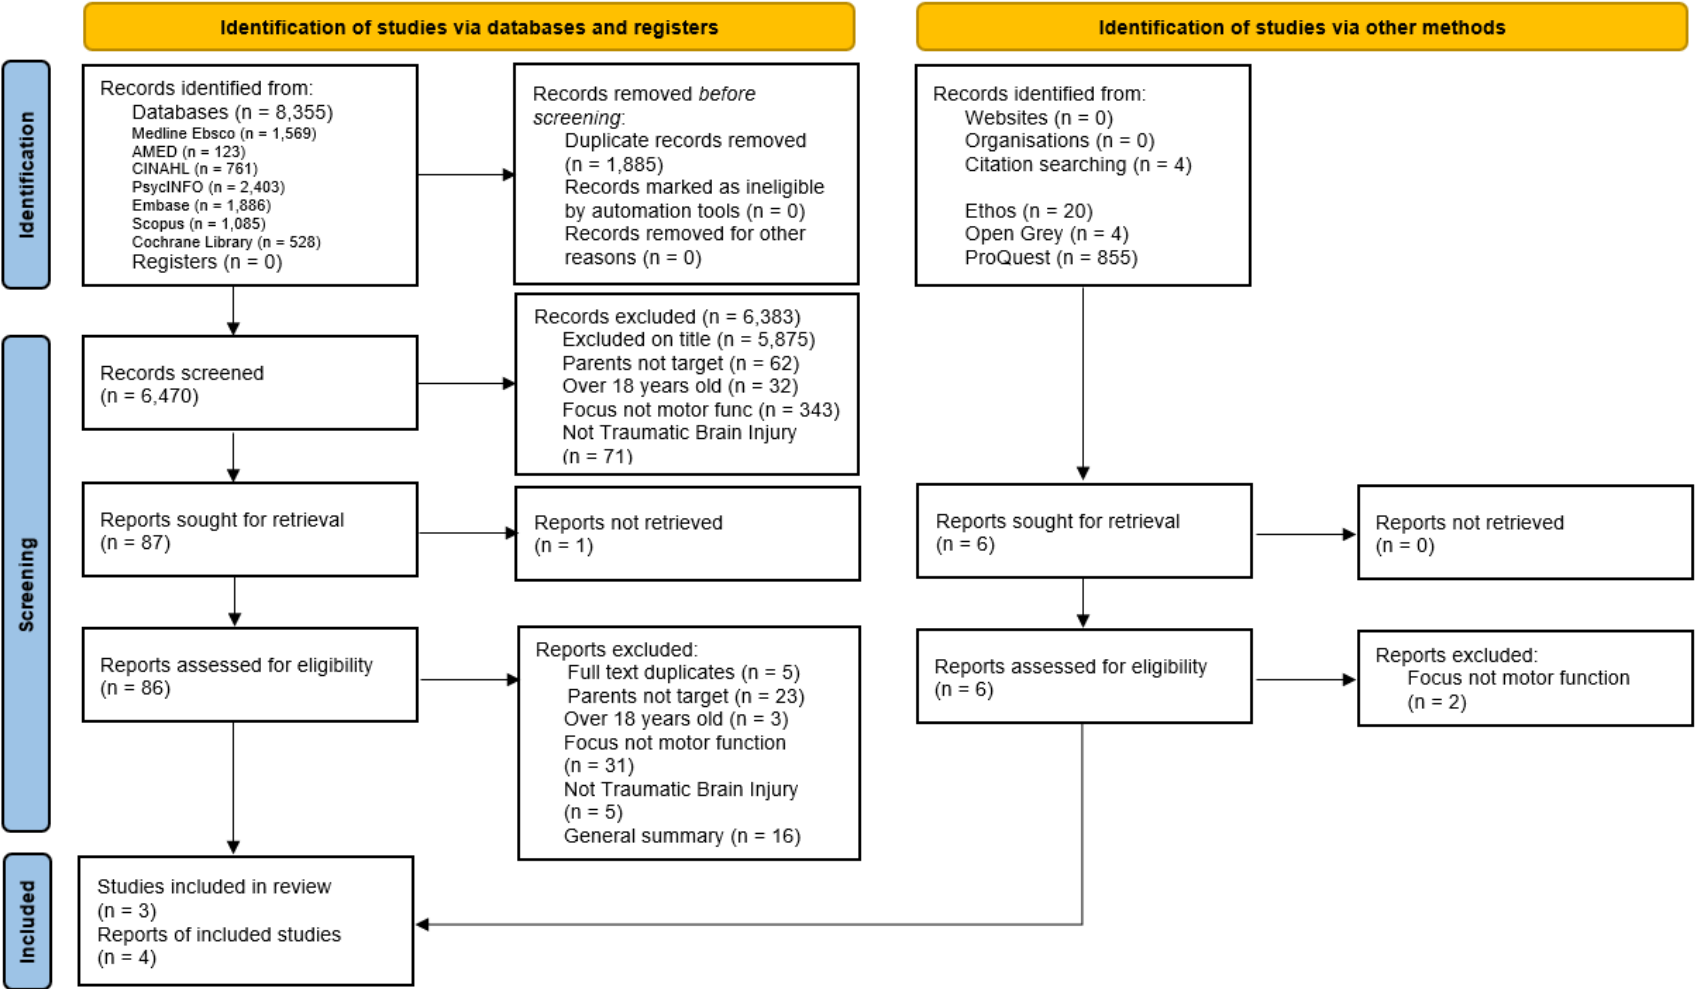 Identification of studies via databases and registers
Identification of studies via other methods
Identification
Records identified from:
Databases (n = 8,355)
Medline Ebsco (n = 1,569)
AMED (n = 123)
CINAHL (n = 761)
PsycINFO (n = 2,403)
Embase (n = 1,886)
Scopus (n = 1,085)
Cochrane Library (n = 528)
Registers (n = 0)
Records removed before
screening:
Duplicate records removed
(n = 1,885)
Records marked as ineligible
by automation tools (n = 0)
Records removed for other
reasons (n = 0)
Records identified from:
Websites (n = 0)
Organisations (n = 0)
Citation searching (n = 4)
Ethos (n = 20)
Open Grey (n = 4)
ProQuest (n = 855)
Screening
Records screened
(n = 6,470)
Records excluded (n = 6,383)
Excluded on title (n = 5,875)
Parents not target (n = 62)
Over 18 years old (n = 32)
Focus not motor func (n = 343)
Not Traumatic Brain Injury
(n = 71)
Reports sought for retrieval
(n = 87)
Reports not retrieved
(n = 1)
Reports sought for retrieval
(n = 6)
Reports not retrieved
(n = 0)
Reports assessed for eligibility
(n = 86)
Reports excluded:
Full text duplicates (n = 5)
Parents not target (n = 23)
Over 18 years old (n = 3)
Focus not motor function
(n = 31)
Not Traumatic Brain Injury
(n = 5)
General summary (n = 16)
Reports assessed for eligibility
(n = 6)
Reports excluded:
Focus not motor function
(n = 2)
Included
Studies included in review
(n = 3)
Reports of included studies
(n = 4)